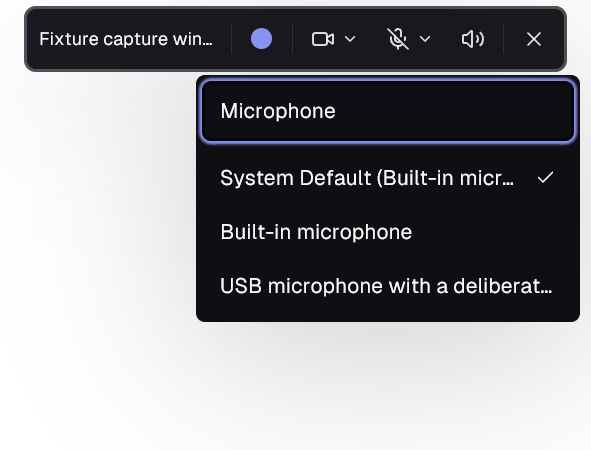 Fixture capture win...
Microphone
System Default (Built-in micr...
Built-in microphone
USB microphone with a deliberat...